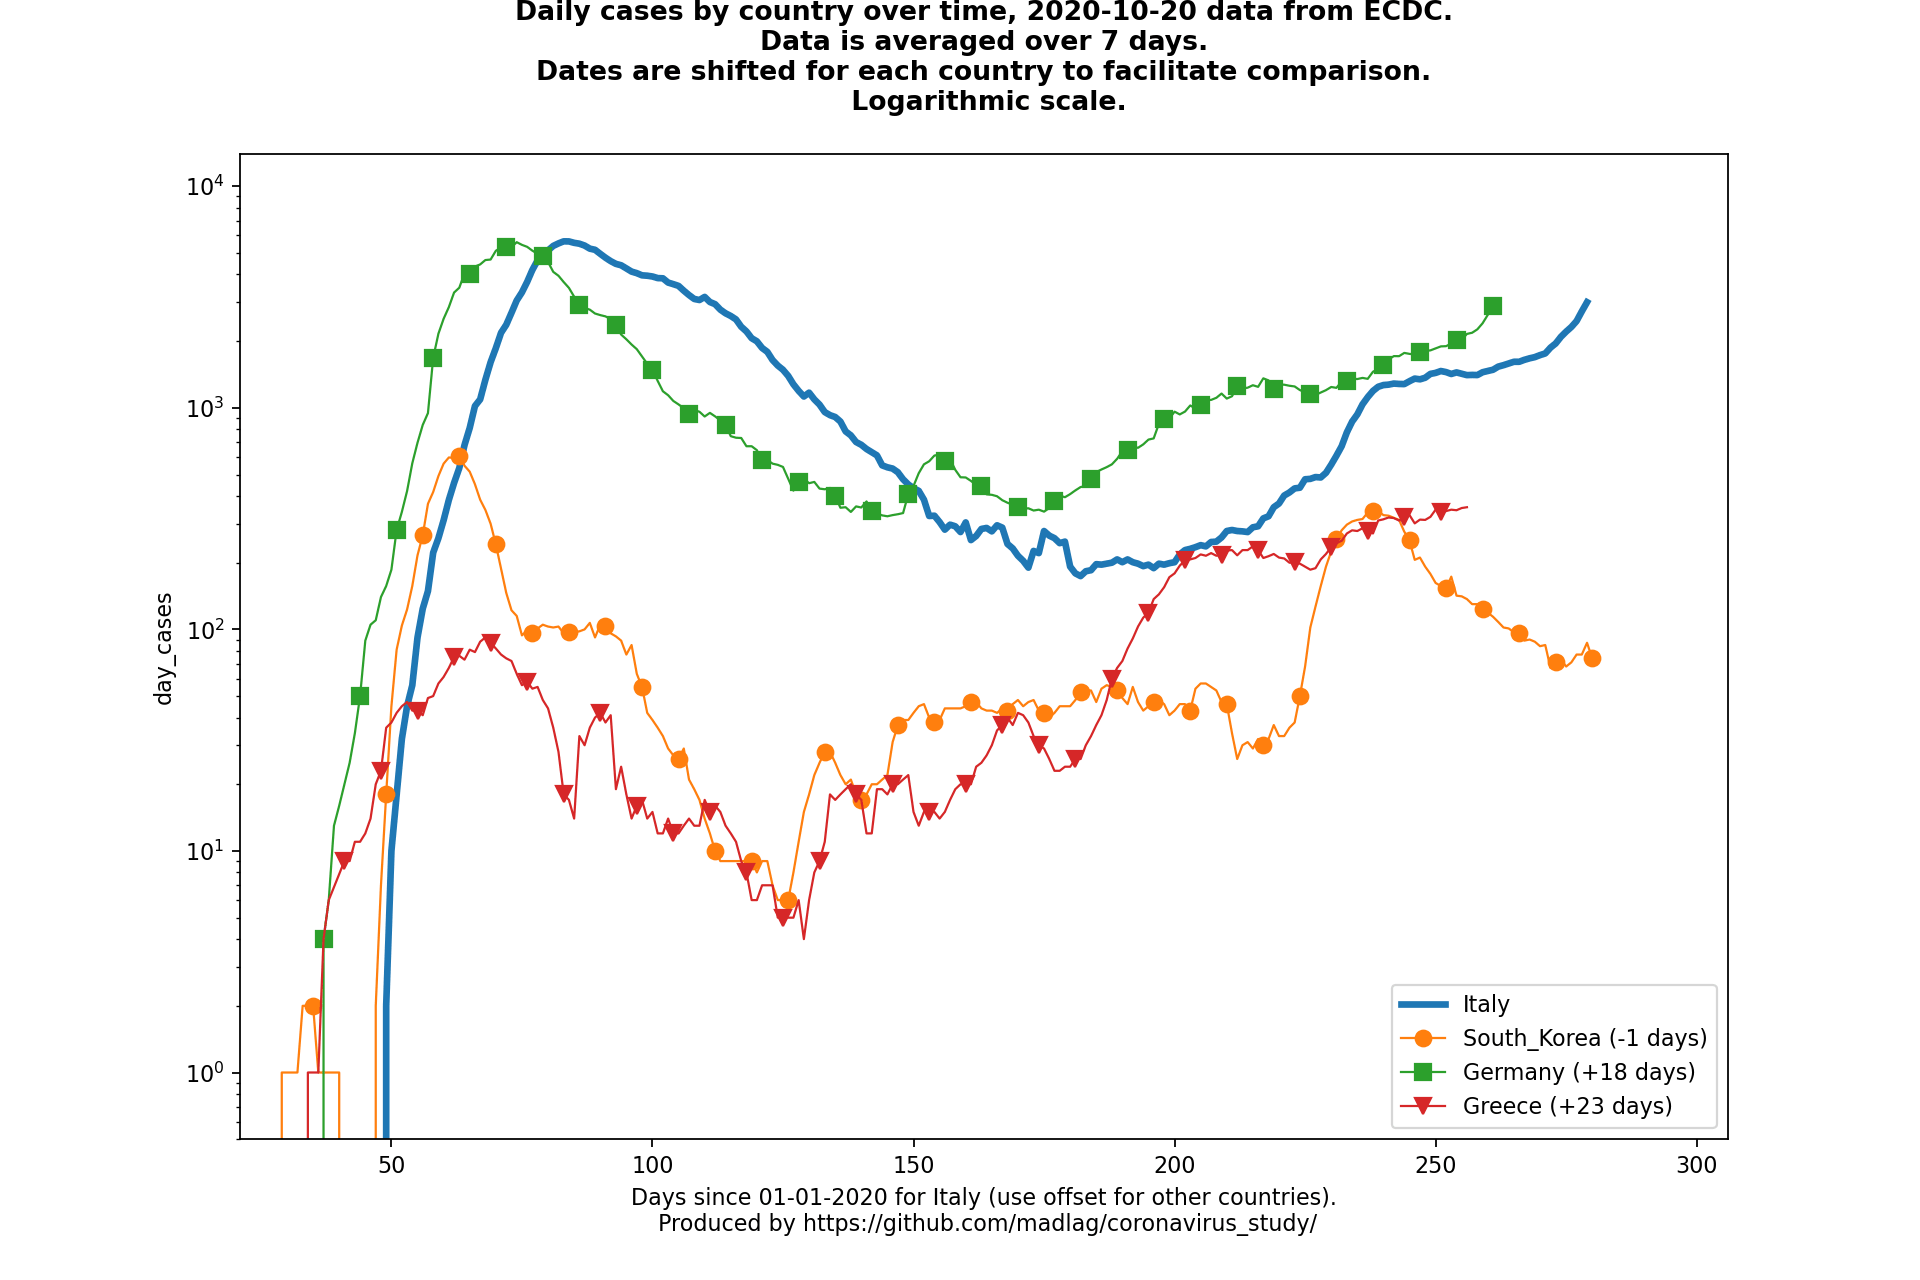 Daily cases by country over time, 2020-10-20 data from ECDC.
Data is averaged over 7 days.
Dates are shifted for each country to facilitate comparison.
Logarithmic scale.
10^4
10^3
10^2
10^1
10^0
day_cases
50 100 150 200 250 300
Italy
South_Korea (-1 days)
Germany (+18 days)
Greece (+23 days)
Days since 01-01-2020 for Italy (use offset for other countries).
Produced by https://github.com/madlag/coronavirus_study/